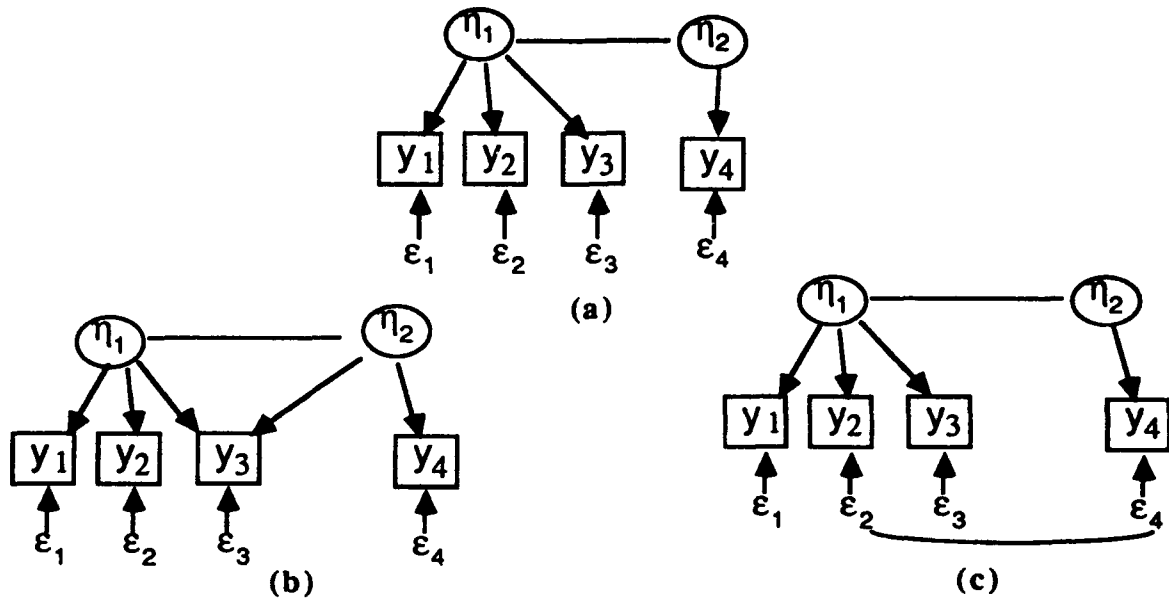 η₁ η₂
y₁ y₂ y₃ y₄
ε₁ ε₂ ε₃ ε₄
(a)
η₁ η₂
y₁ y₂ y₃ y₄
ε₁ ε₂ ε₃ ε₄
(b)
η₁ η₂
y₁ y₂ y₃ y₄
ε₁ ε₂ ε₃ ε₄
(c)